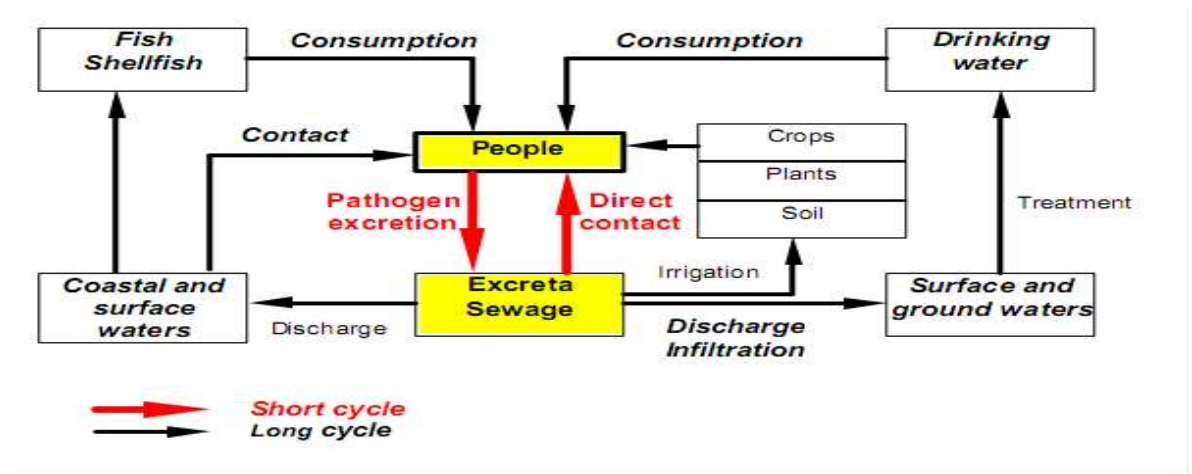 Fish
Shellfish
Consumption
Consumption
Drinking
water
Contact
People
Crops
Plants
Soil
Pathogen
excretion
Direct
contact
Treatment
Irrigation
Coastal and
surface
waters
Discharge
Excreta
Sewage
Discharge
Infiltration
Surface and
ground waters
Short cycle
Long cycle